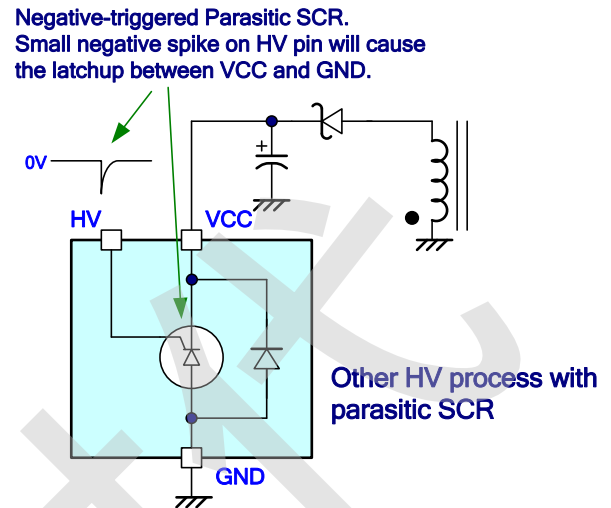 Negative-triggered Parasitic SCR.
Small negative spike on HV pin will cause
the latchup between VCC and GND.
+
0V
HV
VCC
Other HV process with
parasitic SCR
GND